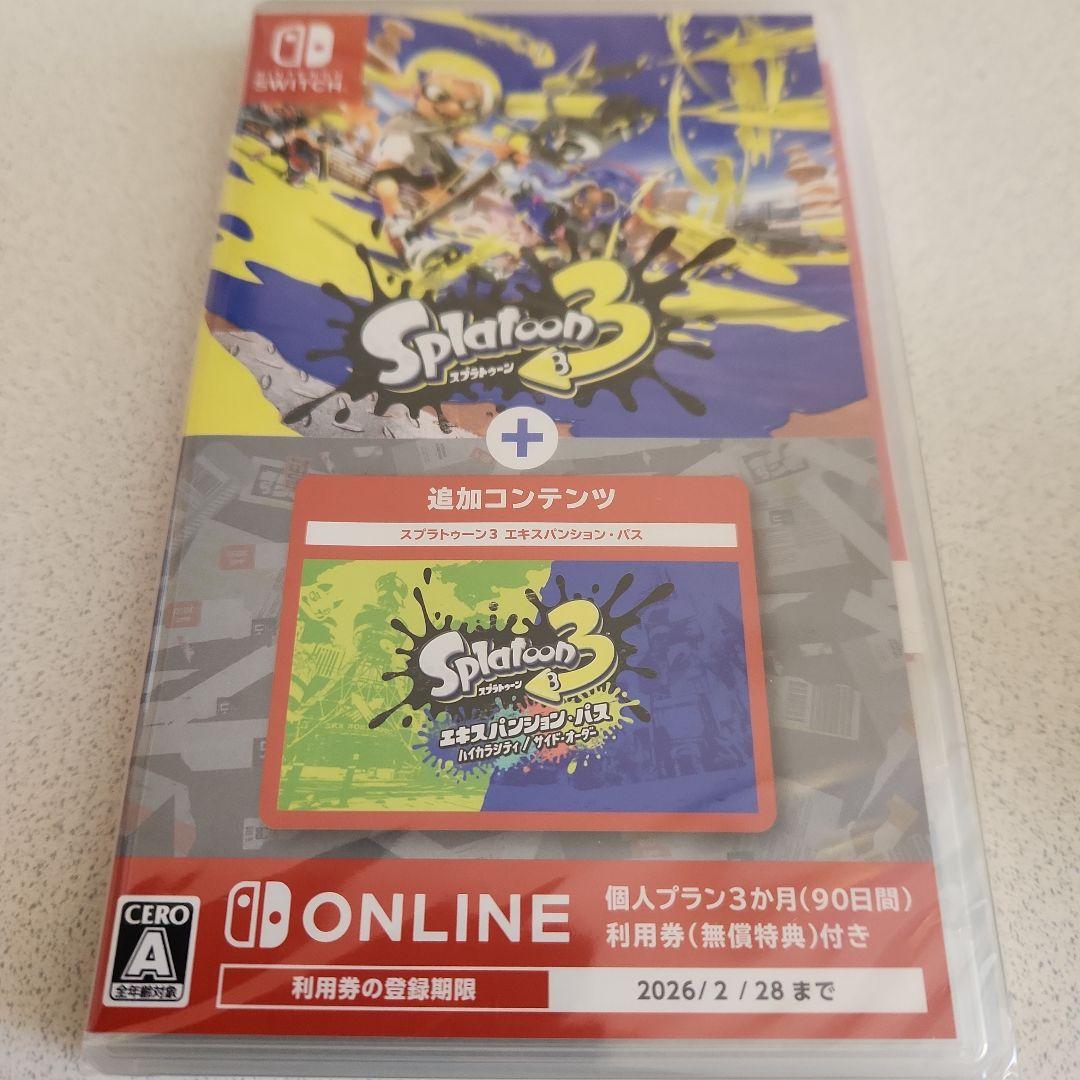 NINTENDO
SWITCH
Splatoon 3
スプラトゥーン
3
+
追加コンテンツ
スプラトゥーン3 エキスパンション・パス
Splatoon 3
スプラトゥーン
3
エキスパンション・パス
ハイカラシティ / サイド・オーダー
CERO
A
全年齢対象
ONLINE
個人プラン3か月(90日間)
利用券(無償特典)付き
利用券の登録期限
2026/ 2 / 28 まで